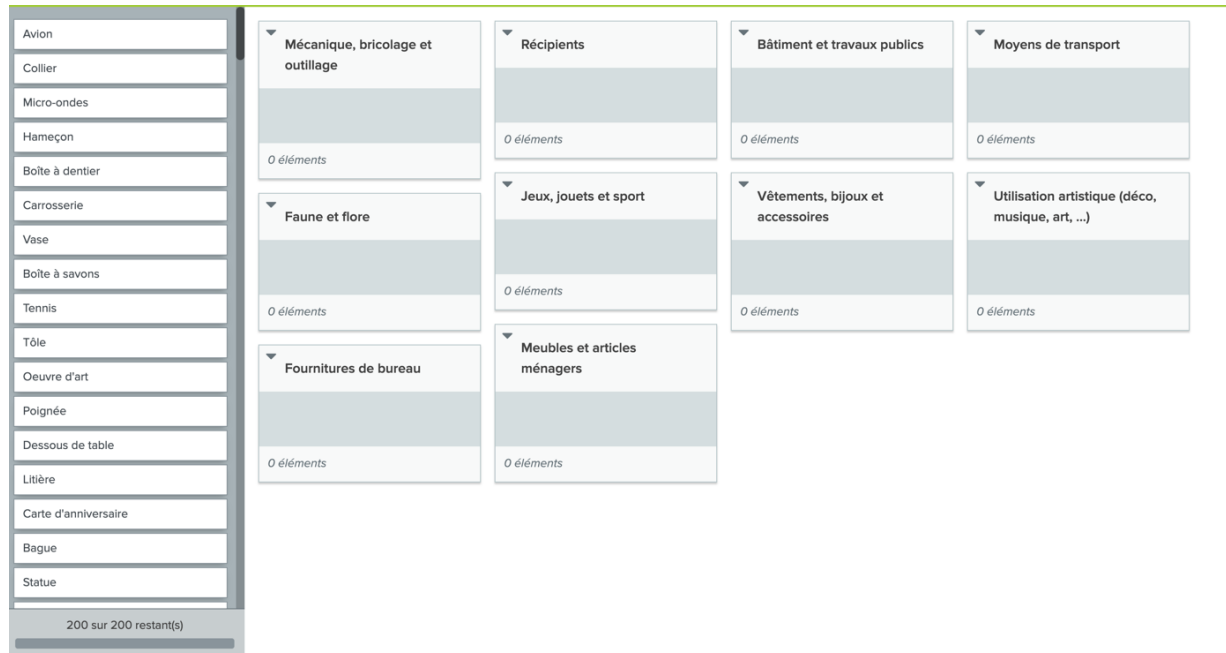 Avion
Collier
Micro-ondes
Hameçon
Boîte à dentier
Carrosserie
Vase
Boîte à savons
Tennis
Tôle
Oeuvre d'art
Poignée
Dessous de table
Litière
Carte d'anniversaire
Bague
Statue
200 sur 200 restant(s)
Mécanique, bricolage et
outillage
0 éléments
Faune et flore
0 éléments
Fournitures de bureau
0 éléments
Récipients
0 éléments
Jeux, jouets et sport
0 éléments
Meubles et articles
ménagers
0 éléments
Bâtiment et travaux publics
0 éléments
Vêtements, bijoux et
accessoires
0 éléments
Moyens de transport
0 éléments
Utilisation artistique (déco,
musique, art, ...)
0 éléments